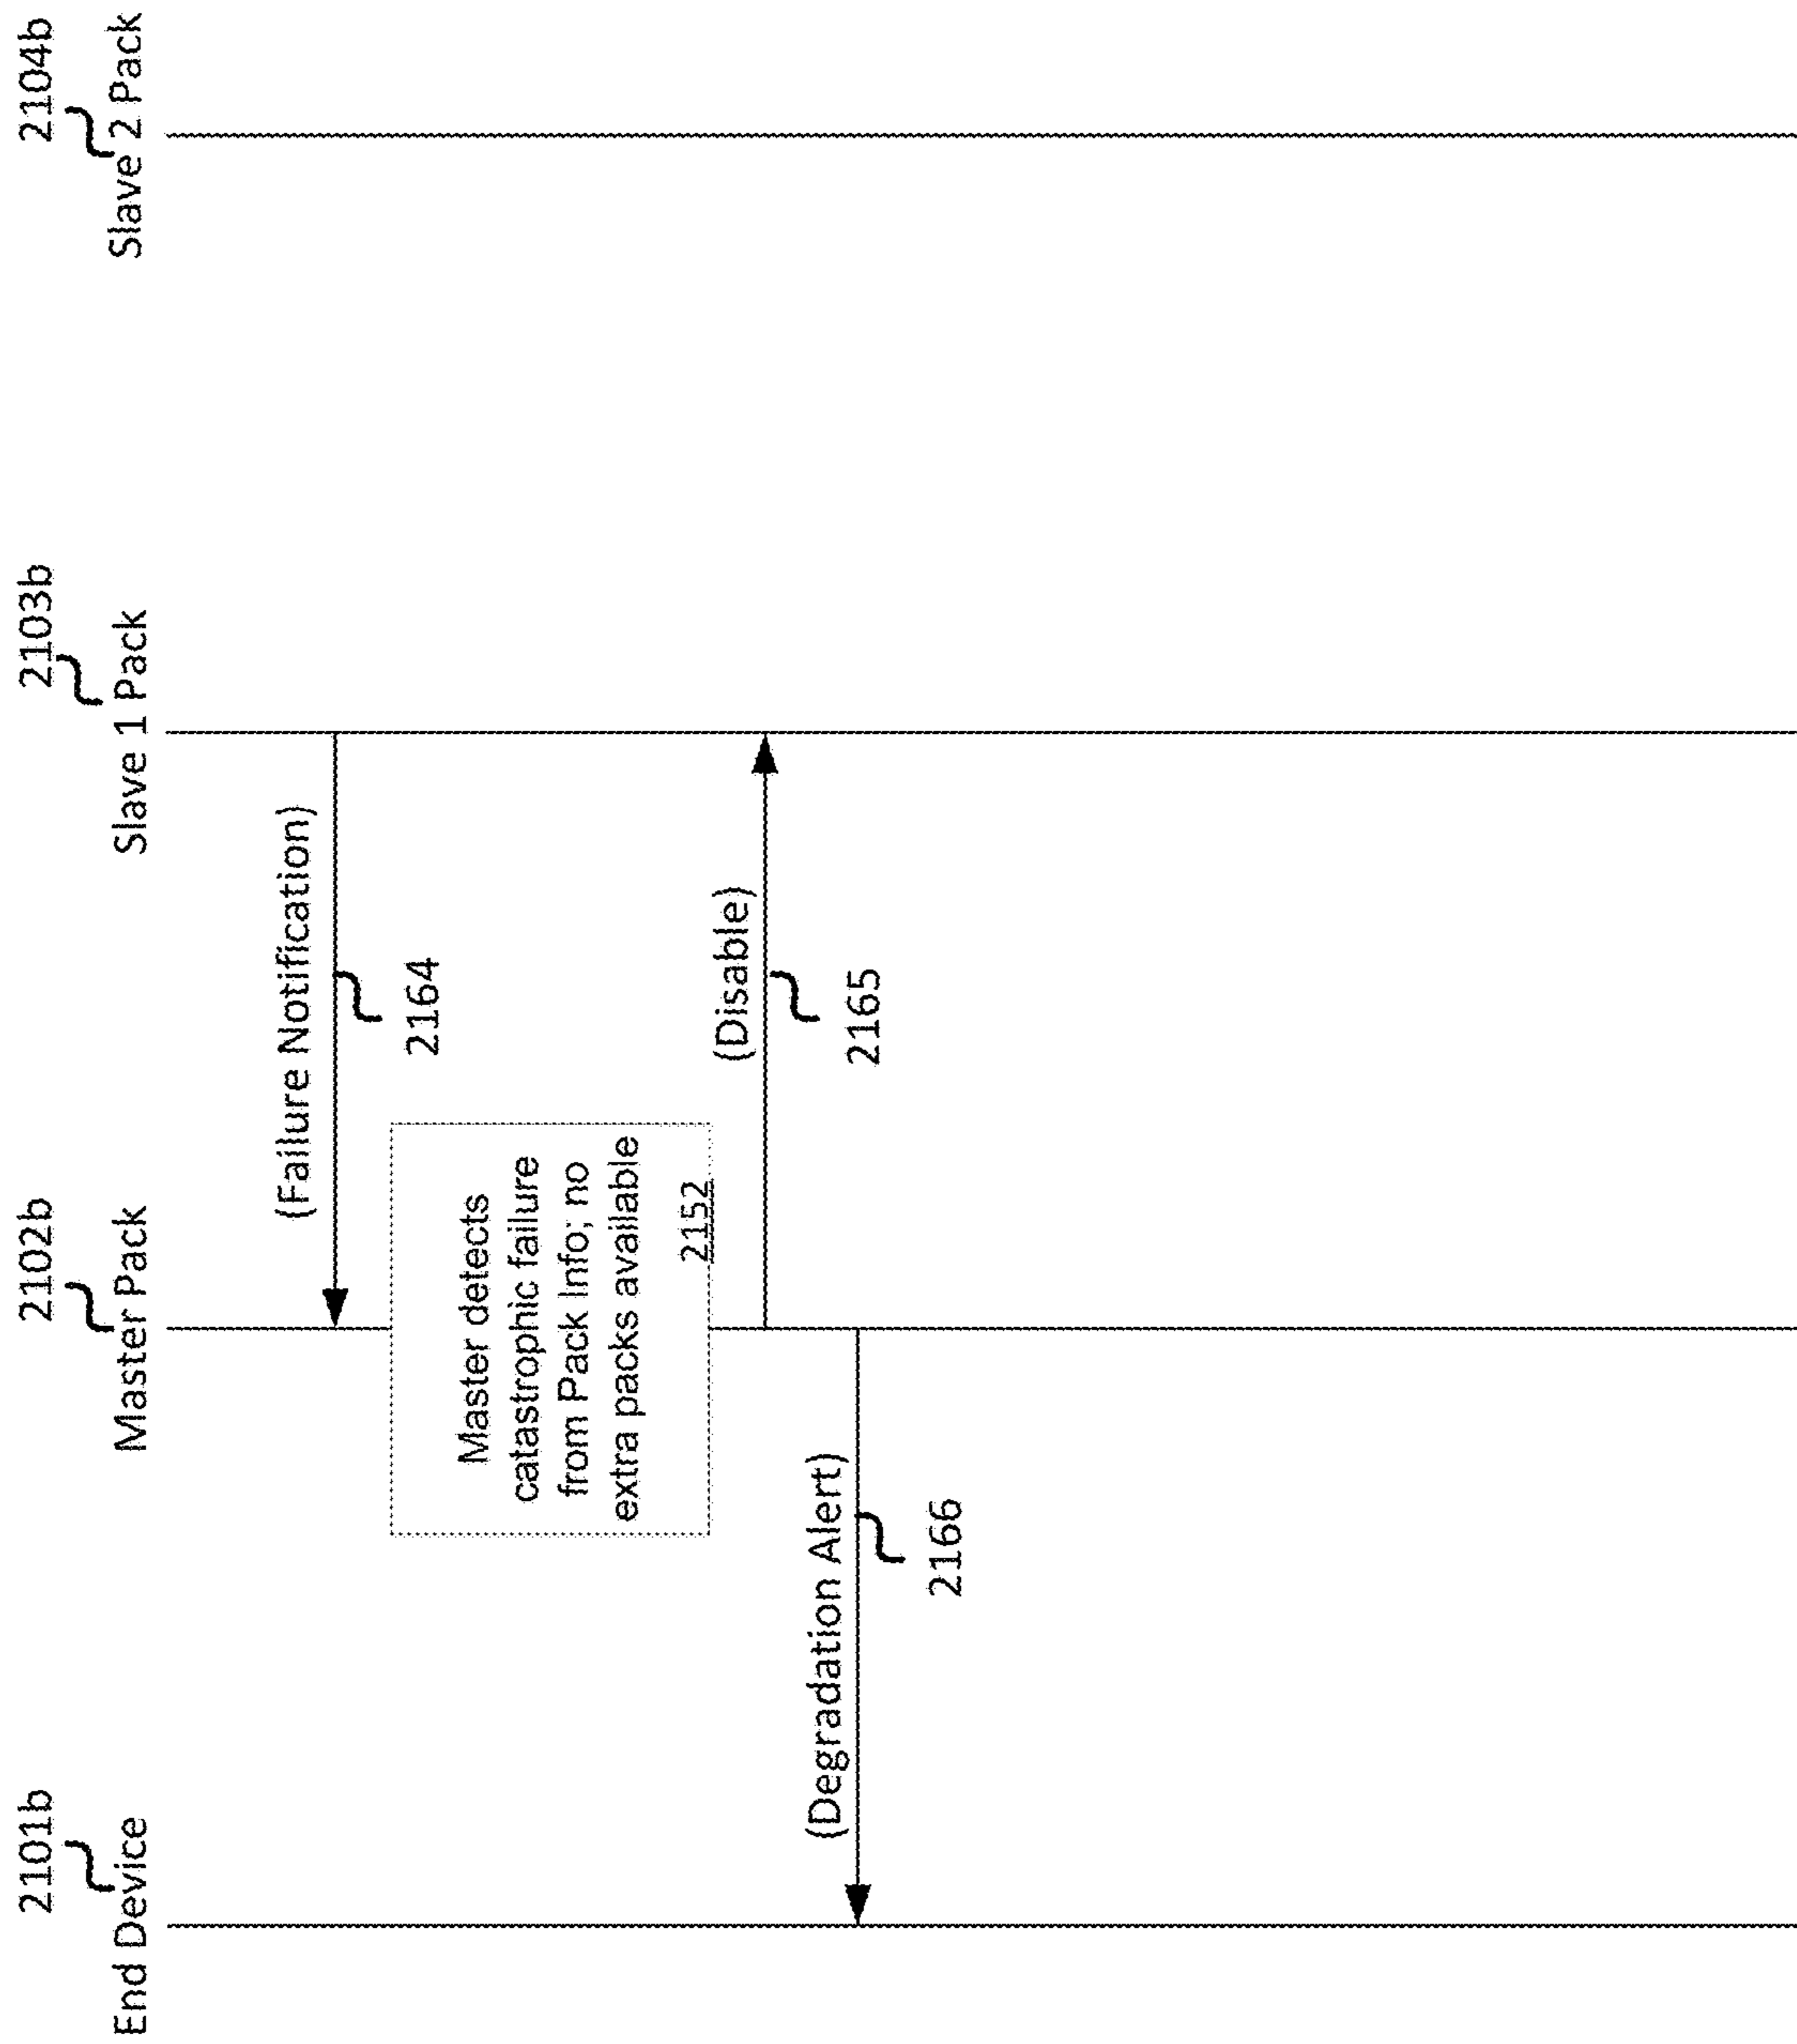 2101b
2102b
2103b
2104b
End Device
Master Pack
Slave 1 Pack
Slave 2 Pack
(Failure Notification)
2164
Master detects
catastrophic failure
from Pack Info; no
extra packs available
2152
(Disable)
2165
(Degradation Alert)
2166